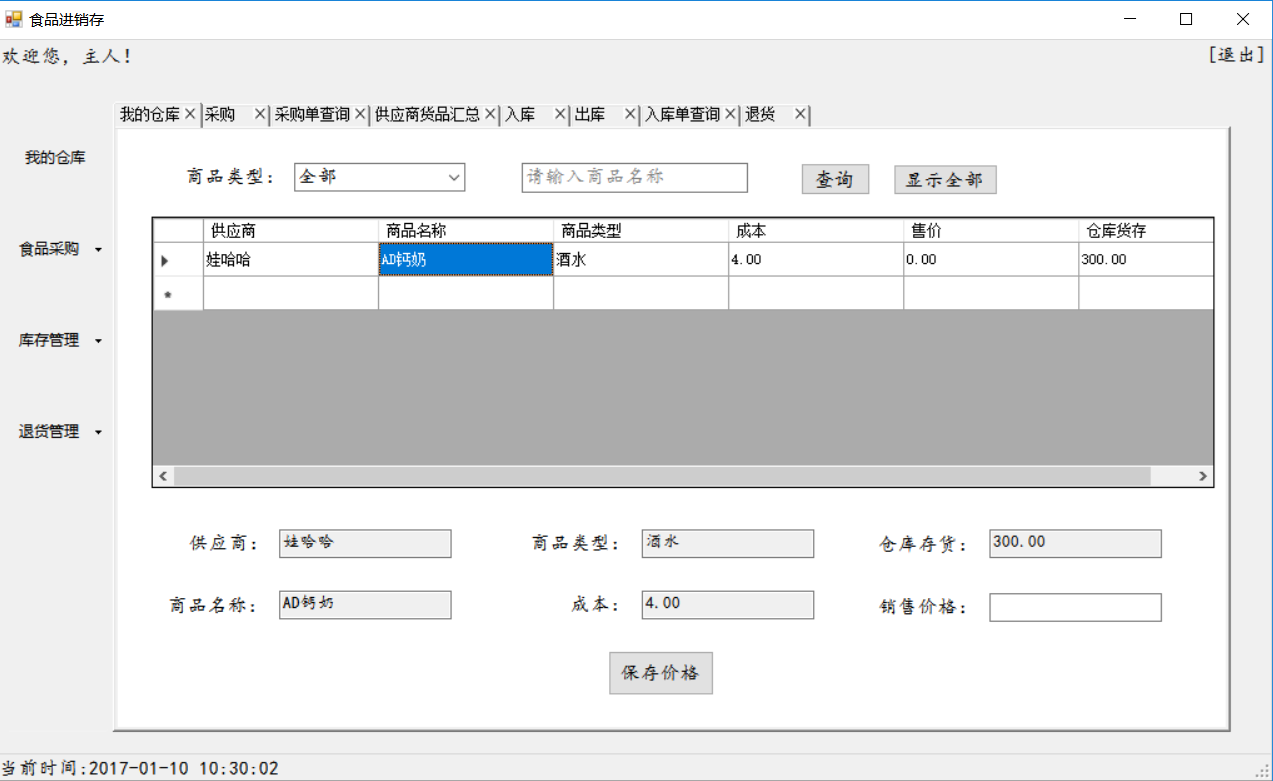 食品进销存
欢迎您, 主人!
[退出]
我的仓库 采购 采购单查询 供应商货品汇总 入库 出库 入库单查询 退货
我的仓库
食品采购
库存管理
退货管理
商品类型: 全部 请输入商品名称 查询 显示全部
供应商 商品名称 商品类型 成本 售价 仓库货存
娃哈哈 AD钙奶 酒水 4.00 0.00 300.00
供应商: 娃哈哈 商品类型: 酒水 仓库存货: 300.00
商品名称: AD钙奶 成本: 4.00 销售价格:
保存价格
当前时间:2017-01-10 10:30:02